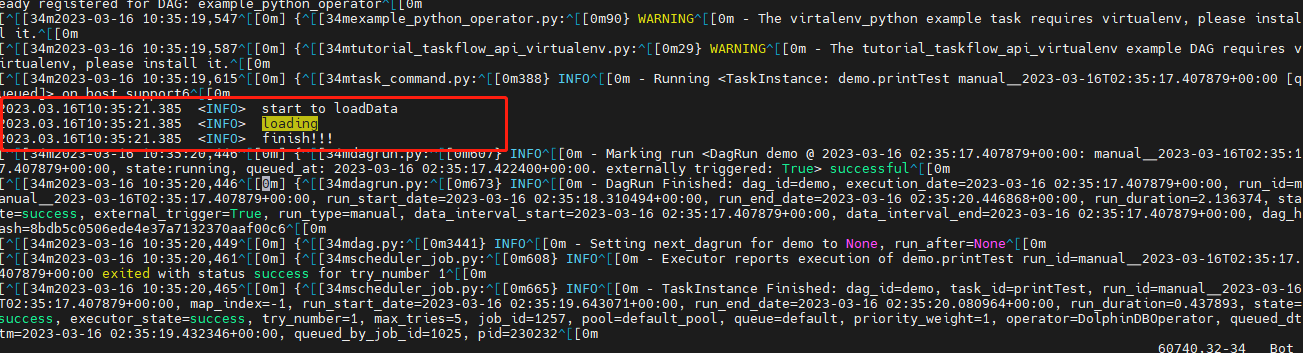 eady registered for DAG: example_python_operator^[[0m
[^[[34m2023-03-16 10:35:19,547^[[0m] {^[[34mexample_python_operator.py:^[[0m90} WARNING^[[0m - The virtalenv_python example task requires virtualenv, please instal
l it.^[[0m
[^[[34m2023-03-16 10:35:19,587^[[0m] {^[[34mtutorial_taskflow_api_virtualenv.py:^[[0m29} WARNING^[[0m - The tutorial_taskflow_api_virtualenv example DAG requires v
irtualenv, please install it.^[[0m
[^[[34m2023-03-16 10:35:19,615^[[0m] {^[[34mtask_command.py:^[[0m388} INFO^[[0m - Running <TaskInstance: demo.printTest manual__2023-03-16T02:35:17.407879+00:00 [q
ueued]> on host support6^[[0m
2023.03.16T10:35:21.385 <INFO> start to loadData
2023.03.16T10:35:21.385 <INFO> loading
2023.03.16T10:35:21.385 <INFO> finish!!!
[^[[34m2023-03-16 10:35:20,446^[[0m] {^[[34mdagrun.py:^[[0m607} INFO^[[0m - Marking run <DagRun demo @ 2023-03-16 02:35:17.407879+00:00: manual__2023-03-16T02:35:1
7.407879+00:00, state:running, queued_at: 2023-03-16 02:35:17.422400+00:00. externally triggered: True> successful^[[0m
[^[[34m2023-03-16 10:35:20,446^[[0m] {^[[34mdagrun.py:^[[0m673} INFO^[[0m - DagRun Finished: dag_id=demo, execution_date=2023-03-16 02:35:17.407879+00:00, run_id=m
anual__2023-03-16T02:35:17.407879+00:00, run_start_date=2023-03-16 02:35:18.310494+00:00, run_end_date=2023-03-16 02:35:20.446868+00:00, run_duration=2.136374, sta
te=success, external_trigger=True, run_type=manual, data_interval_start=2023-03-16 02:35:17.407879+00:00, data_interval_end=2023-03-16 02:35:17.407879+00:00, dag_h
ash=8bdb5c0506ede4e37a7132370aaf00c6^[[0m
[^[[34m2023-03-16 10:35:20,449^[[0m] {^[[34mdag.py:^[[0m3441} INFO^[[0m - Setting next_dagrun for demo to None, run_after=None^[[0m
[^[[34m2023-03-16 10:35:20,461^[[0m] {^[[34mscheduler_job.py:^[[0m608} INFO^[[0m - Executor reports execution of demo.printTest run_id=manual__2023-03-16T02:35:17.
407879+00:00 exited with status success for try_number 1^[[0m
[^[[34m2023-03-16 10:35:20,465^[[0m] {^[[34mscheduler_job.py:^[[0m665} INFO^[[0m - TaskInstance Finished: dag_id=demo, task_id=printTest, run_id=manual__2023-03-16
T02:35:17.407879+00:00, map_index=-1, run_start_date=2023-03-16 02:35:19.643071+00:00, run_end_date=2023-03-16 02:35:20.080964+00:00, run_duration=0.437893, state=
success, executor_state=success, try_number=1, max_tries=5, job_id=1257, pool=default_pool, queue=default, priority_weight=1, operator=DolphinDBOperator, queued_dt
tm=2023-03-16 02:35:19.432346+00:00, queued_by_job_id=1025, pid=230232^[[0m
60740,32-34 Bot